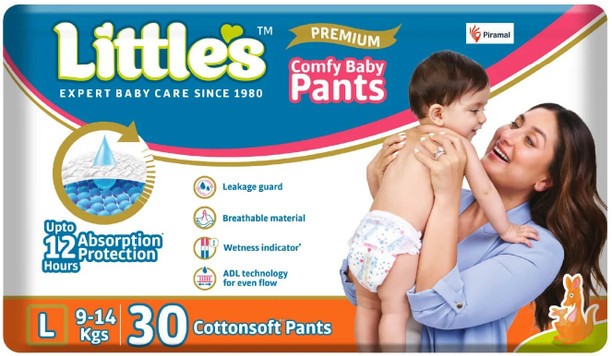 Little's™
EXPERT BABY CARE SINCE 1980
PREMIUM
Comfy Baby
Pants
Piramal
Upto
12
Hours
Absorption
Protection*
Leakage guard
Breathable material
Wetness indicator*
ADL technology
for even flow
L
9-14
Kgs
30
Cottonsoft Pants